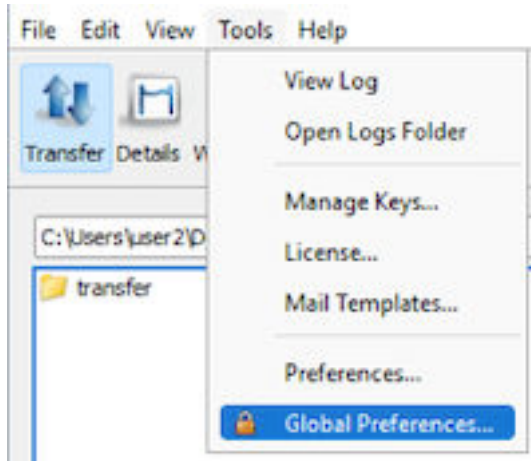 File Edit View Tools Help
View Log
Open Logs Folder
Transfer Details W
Manage Keys...
C:\Users\user2\D
License...
transfer
Mail Templates...
Preferences...
Global Preferences...